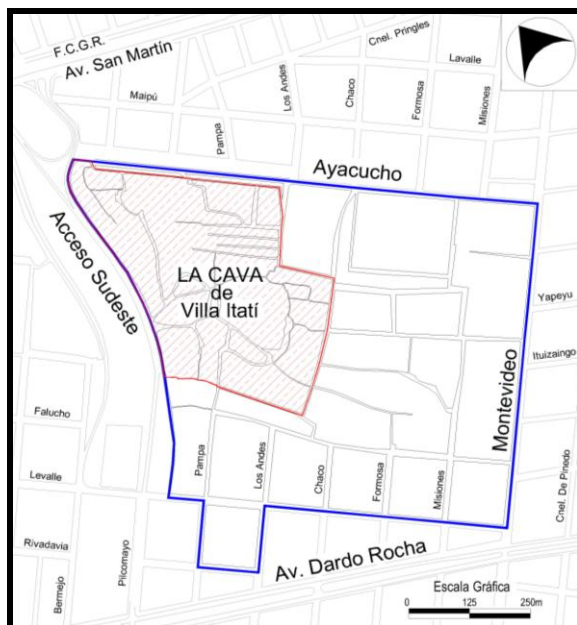 F.C.G.R.
Av. San Martín
Cnel. Pringles
Lavalle
Maipú
Los Andes
Chaco
Formosa
Misiones
Pampa
Ayacucho
Acceso Sudeste
LA CAVA
de
Villa Itatí
Yapeyu
Ituizaingo
Montevideo
Falucho
Levalle
Rivadavia
Bermejo
Pilcomayo
Pampa
Los Andes
Chaco
Formosa
Misiones
Cnel. De Pinedo
Av. Dardo Rocha
Escala Gráfica
0 125 250m